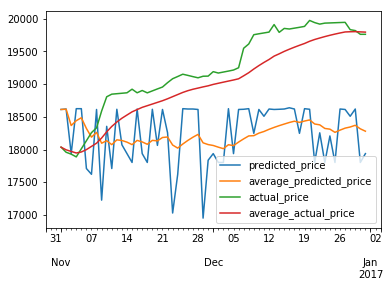 20000
19500
19000
18500
18000
17500
17000
predicted_price
average_predicted_price
actual_price
average_actual_price
31 07 14 21 28 05 12 19 26 02
Nov Dec Jan
2017